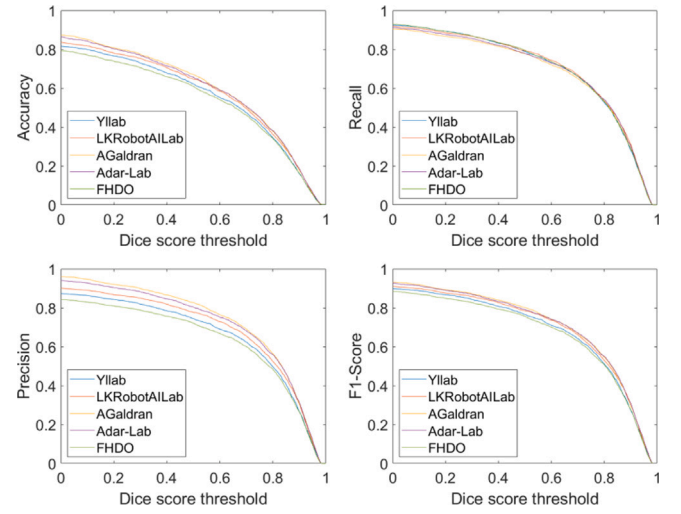 1
0.8
0.6
0.4
0.2
0
Accuracy
Yllab
LKRobotAILab
AGaldran
Adar-Lab
FHDO
0 0.2 0.4 0.6 0.8 1
Dice score threshold
1
0.8
0.6
0.4
0.2
0
Recall
Yllab
LKRobotAILab
AGaldran
Adar-Lab
FHDO
0 0.2 0.4 0.6 0.8 1
Dice score threshold
1
0.8
0.6
0.4
0.2
0
Precision
Yllab
LKRobotAILab
AGaldran
Adar-Lab
FHDO
0 0.2 0.4 0.6 0.8 1
Dice score threshold
1
0.8
0.6
0.4
0.2
0
F1-Score
Yllab
LKRobotAILab
AGaldran
Adar-Lab
FHDO
0 0.2 0.4 0.6 0.8 1
Dice score threshold